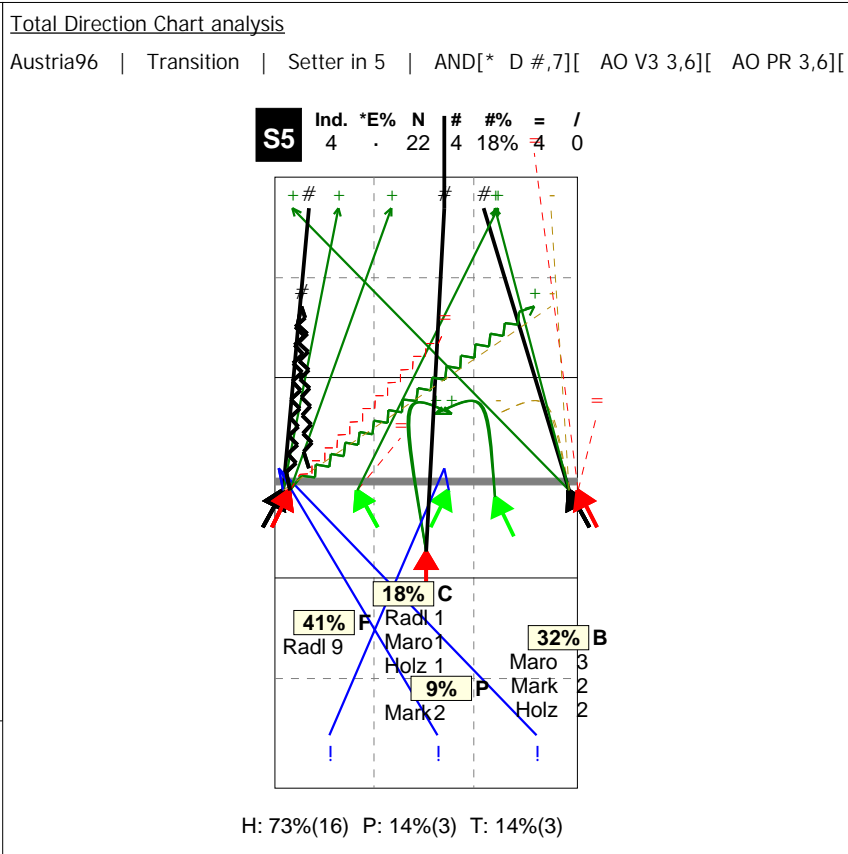 Total Direction Chart analysis
Austria96 | Transition | Setter in 5 | AND[* D #,7][ AO V3 3,6][ AO PR 3,6][
S5
Ind. *E% N # #% = /
4 . 22 4 18% 4 0
=
+ # + + # # + + -
# + -
=
+ + - =
=
18% C
41% F Radl 1
Radl 9 Maro 1 32% B
Holz 1 Maro 3
9% P Mark 2
Mark 2 Holz 2
! ! !
H: 73%(16) P: 14%(3) T: 14%(3)